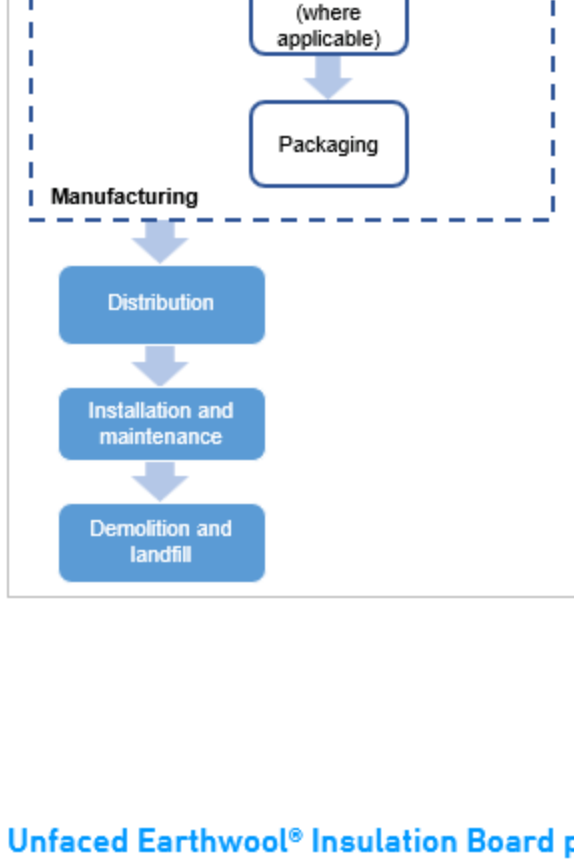 (where
applicable)
Packaging
Manufacturing
Distribution
Installation and
maintenance
Demolition and
landfill
Unfaced Earthwool® Insulation Board